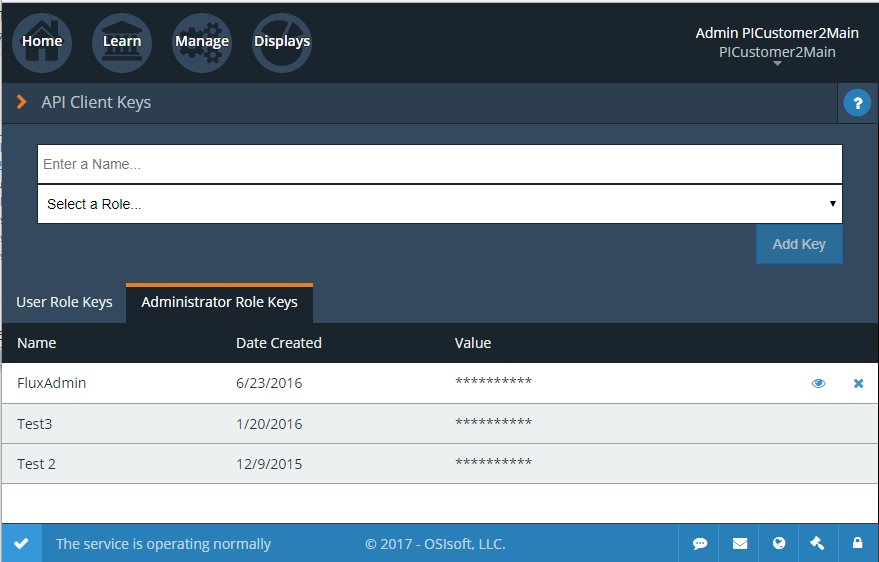 Home Learn Manage Displays
Admin PICustomer2Main
PICustomer2Main
API Client Keys
?
Enter a Name...
Select a Role...
Add Key
User Role Keys Administrator Role Keys
Name Date Created Value
FluxAdmin 6/23/2016 **********
Test3 1/20/2016 **********
Test 2 12/9/2015 **********
The service is operating normally © 2017 - OSIsoft, LLC.